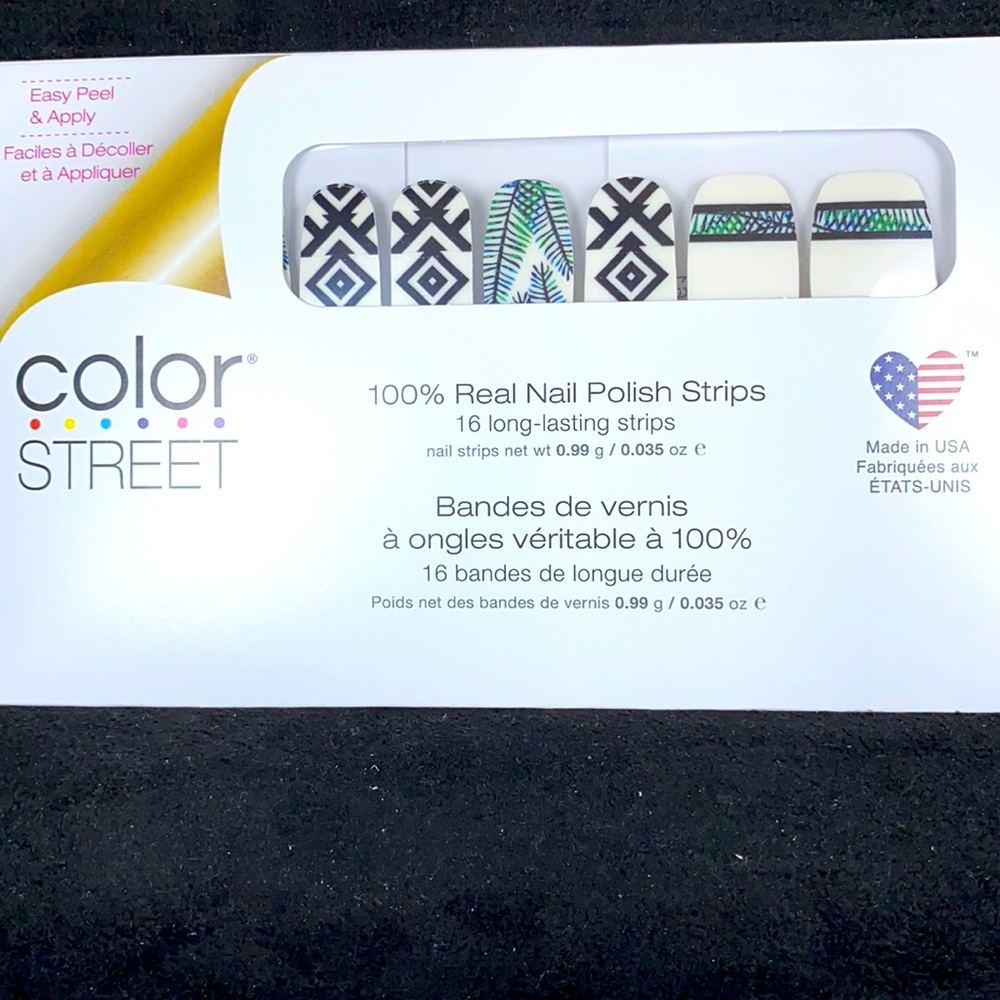 Easy Peel
& Apply
Faciles à Décoller
et à Appliquer
color®
STREET
100% Real Nail Polish Strips
16 long-lasting strips
nail strips net wt 0.99 g / 0.035 oz ℮
Bandes de vernis
à ongles véritable à 100%
16 bandes de longue durée
Poids net des bandes de vernis 0.99 g / 0.035 oz ℮
TM
Made in USA
Fabriquées aux
ÉTATS-UNIS